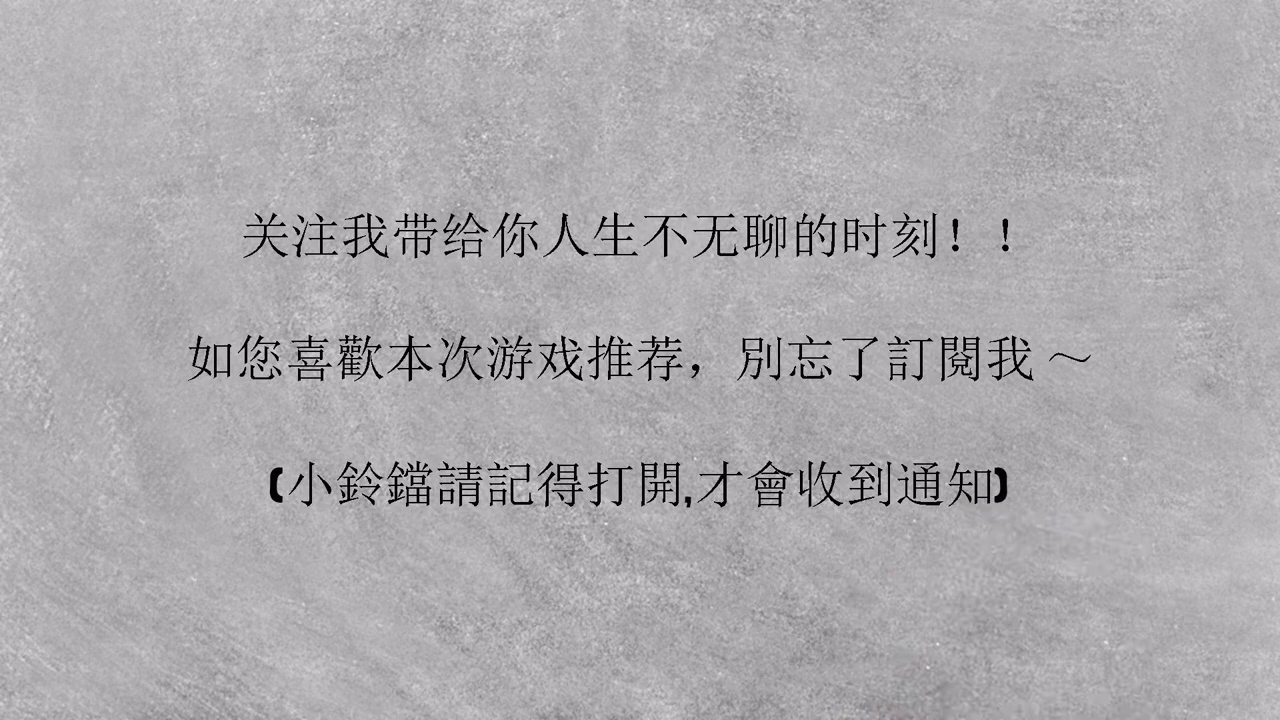 关注我带给你人生不无聊的时刻！！
如您喜歡本次游戏推荐，別忘了訂閱我～
(小鈴鐺請記得打開,才會收到通知)